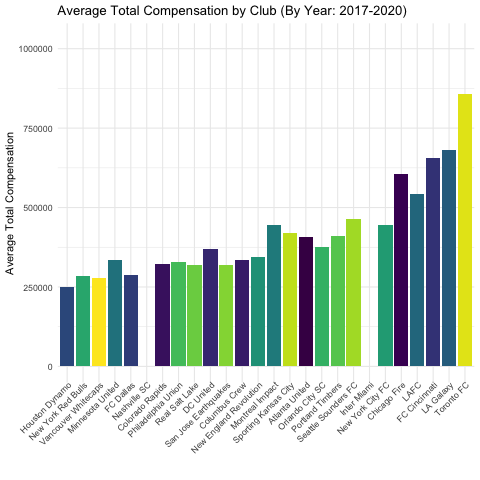 Average Total Compensation by Club (By Year: 2017-2020)
Average Total Compensation
1000000
750000
500000
250000
0
Houston Dynamo
New York Red Bulls
Vancouver Whitecaps
Minnesota United
FC Dallas
Nashville SC
Colorado Rapids
Philadelphia Union
Real Salt Lake
DC United
San Jose Earthquakes
Columbus Crew
New England Revolution
Montreal Impact
Sporting Kansas City
Atlanta United
Orlando City SC
Portland Timbers
Seattle Sounders FC
Inter Miami
New York City FC
Chicago Fire
LAFC
FC Cincinnati
LA Galaxy
Toronto FC